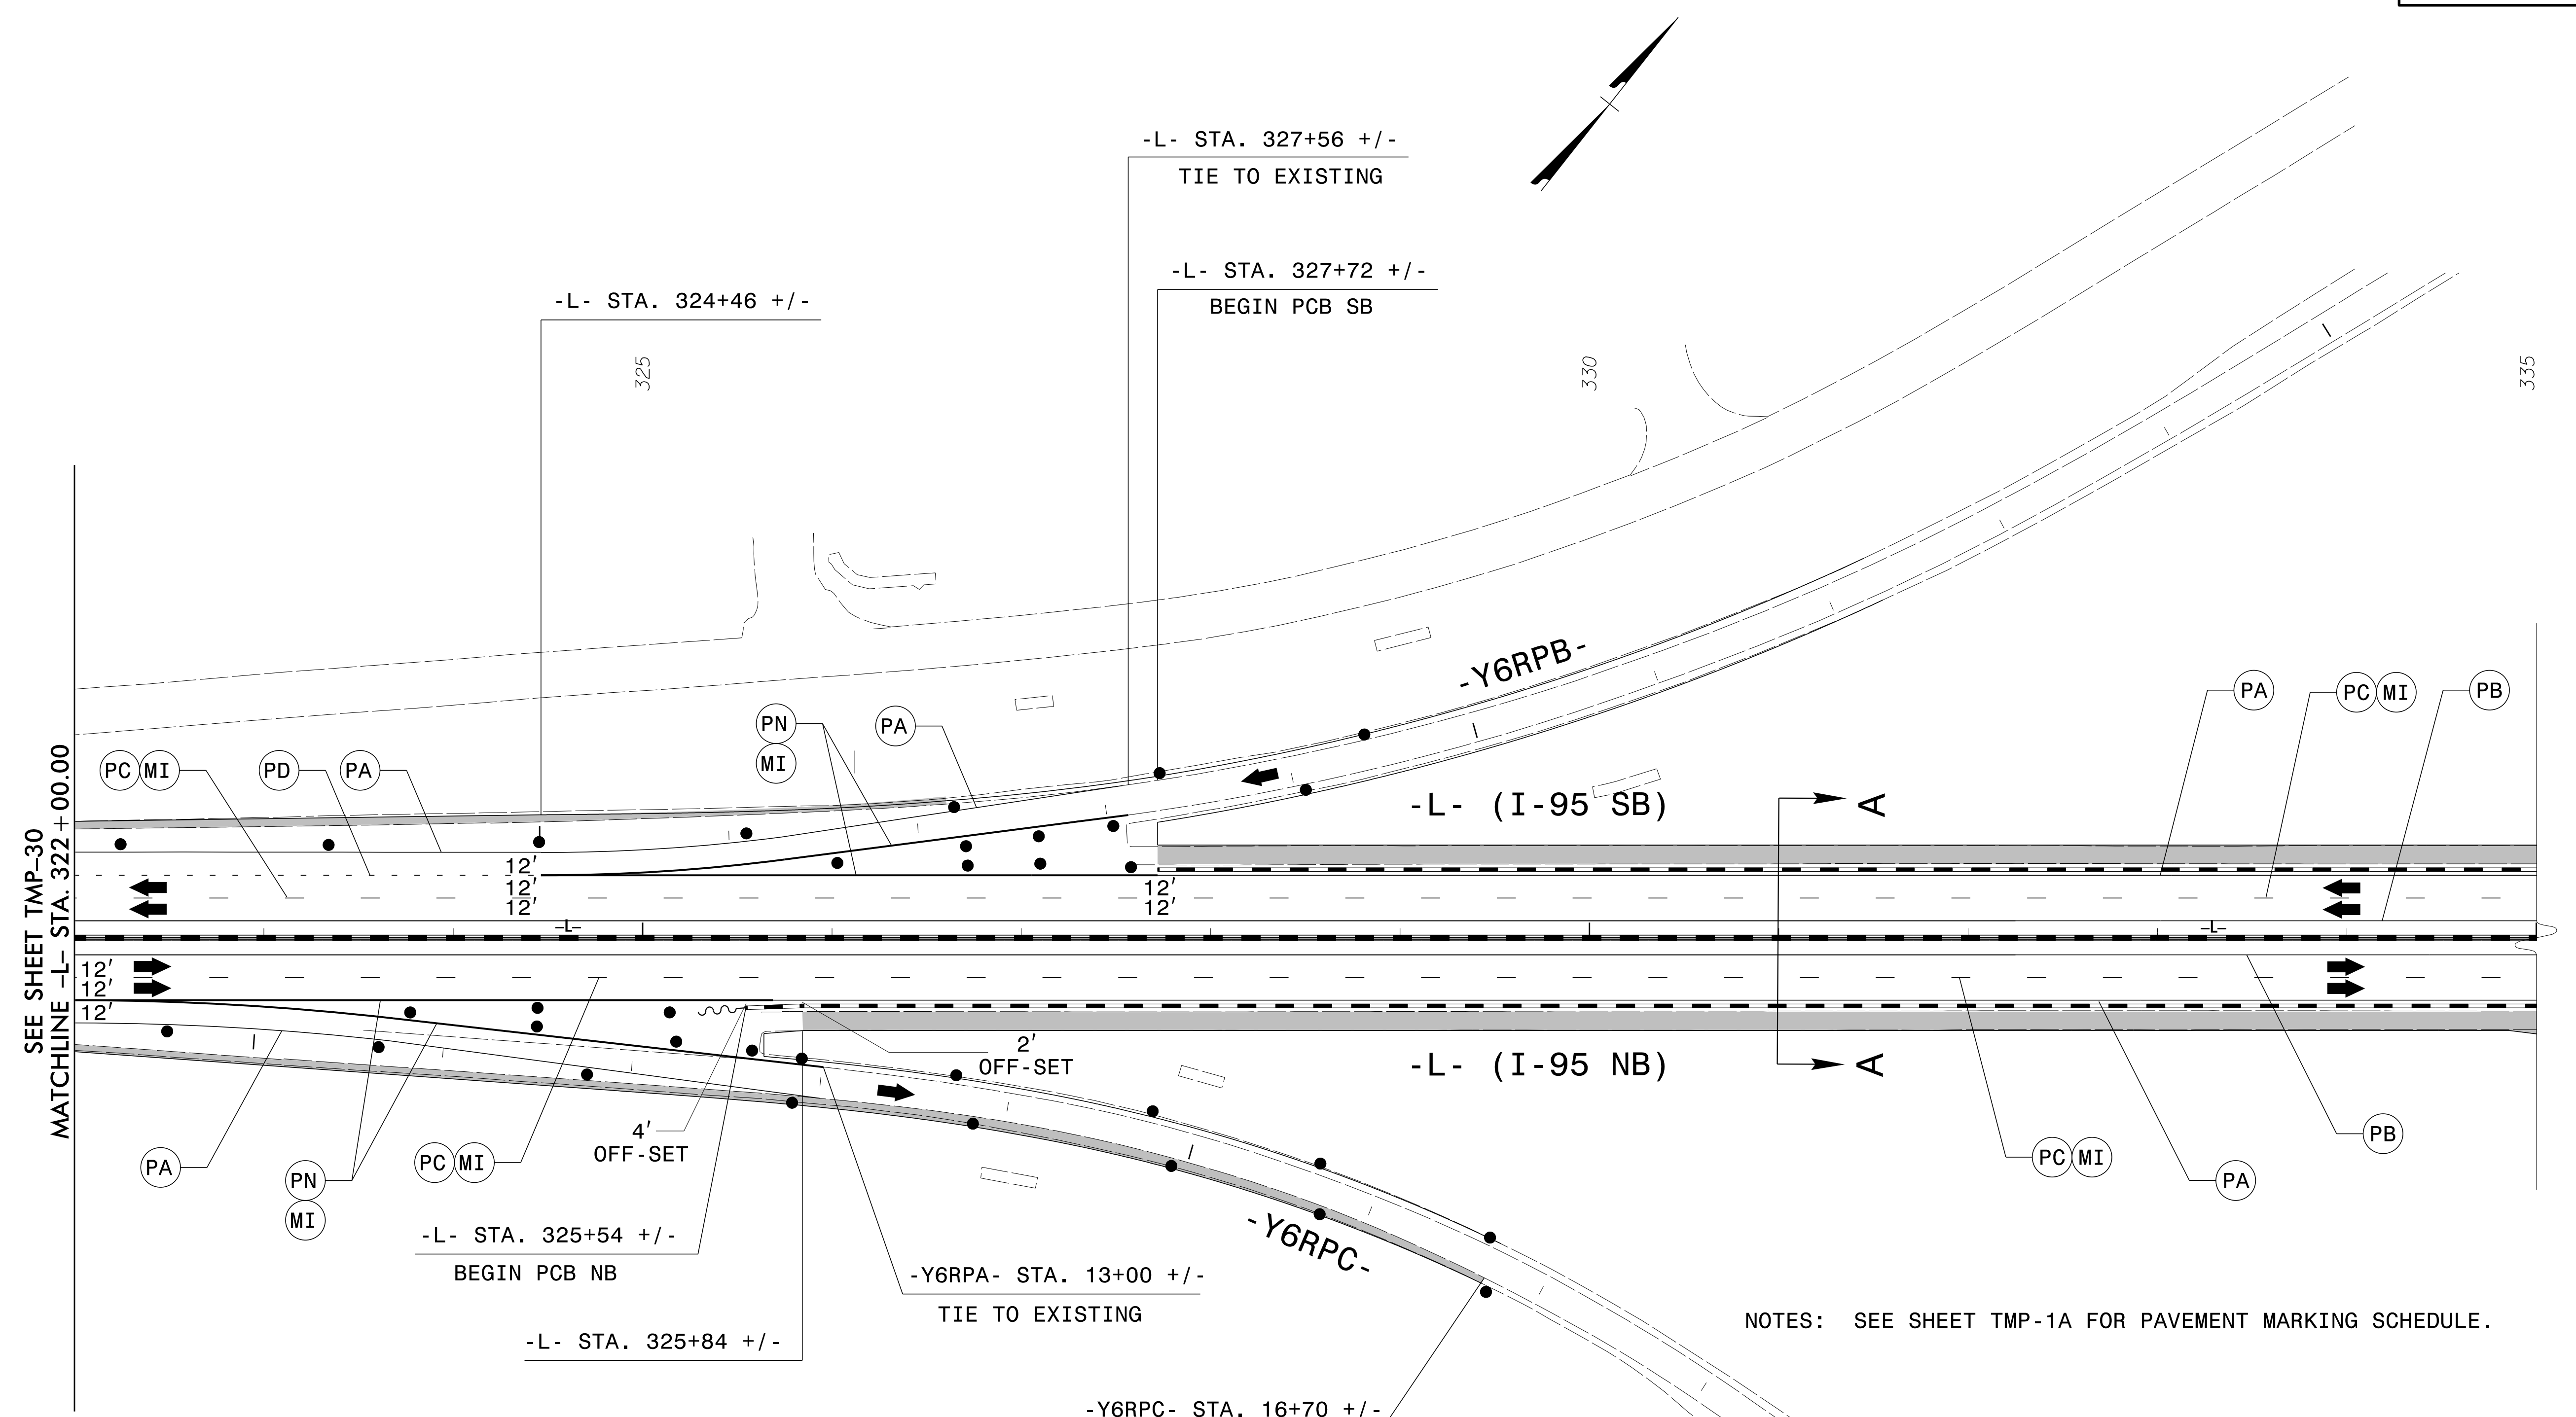 -L- STA. 327+56 +/-
TIE TO EXISTING
-L- STA. 327+72 +/-
BEGIN PCB SB
-L- STA. 324+46 +/-
325
330
335
-Y6RPB-
PN
MI
PA
PA
PC MI
PB
PC MI
PD
PA
SEE SHEET TMP-30
MATCHLINE -L- STA. 322+00.00
-L- (I-95 SB)
A
12'
12'
12'
12'
12'
-L-
-L-
12'
12'
12'
2'
OFF-SET
-L- (I-95 NB)
A
4'
OFF-SET
PA
PN
MI
PC MI
PC MI
PA
PB
-L- STA. 325+54 +/-
BEGIN PCB NB
-Y6RPC-
-Y6RPA- STA. 13+00 +/-
TIE TO EXISTING
-L- STA. 325+84 +/-
NOTES: SEE SHEET TMP-1A FOR PAVEMENT MARKING SCHEDULE.
-Y6RPC- STA. 16+70 +/-